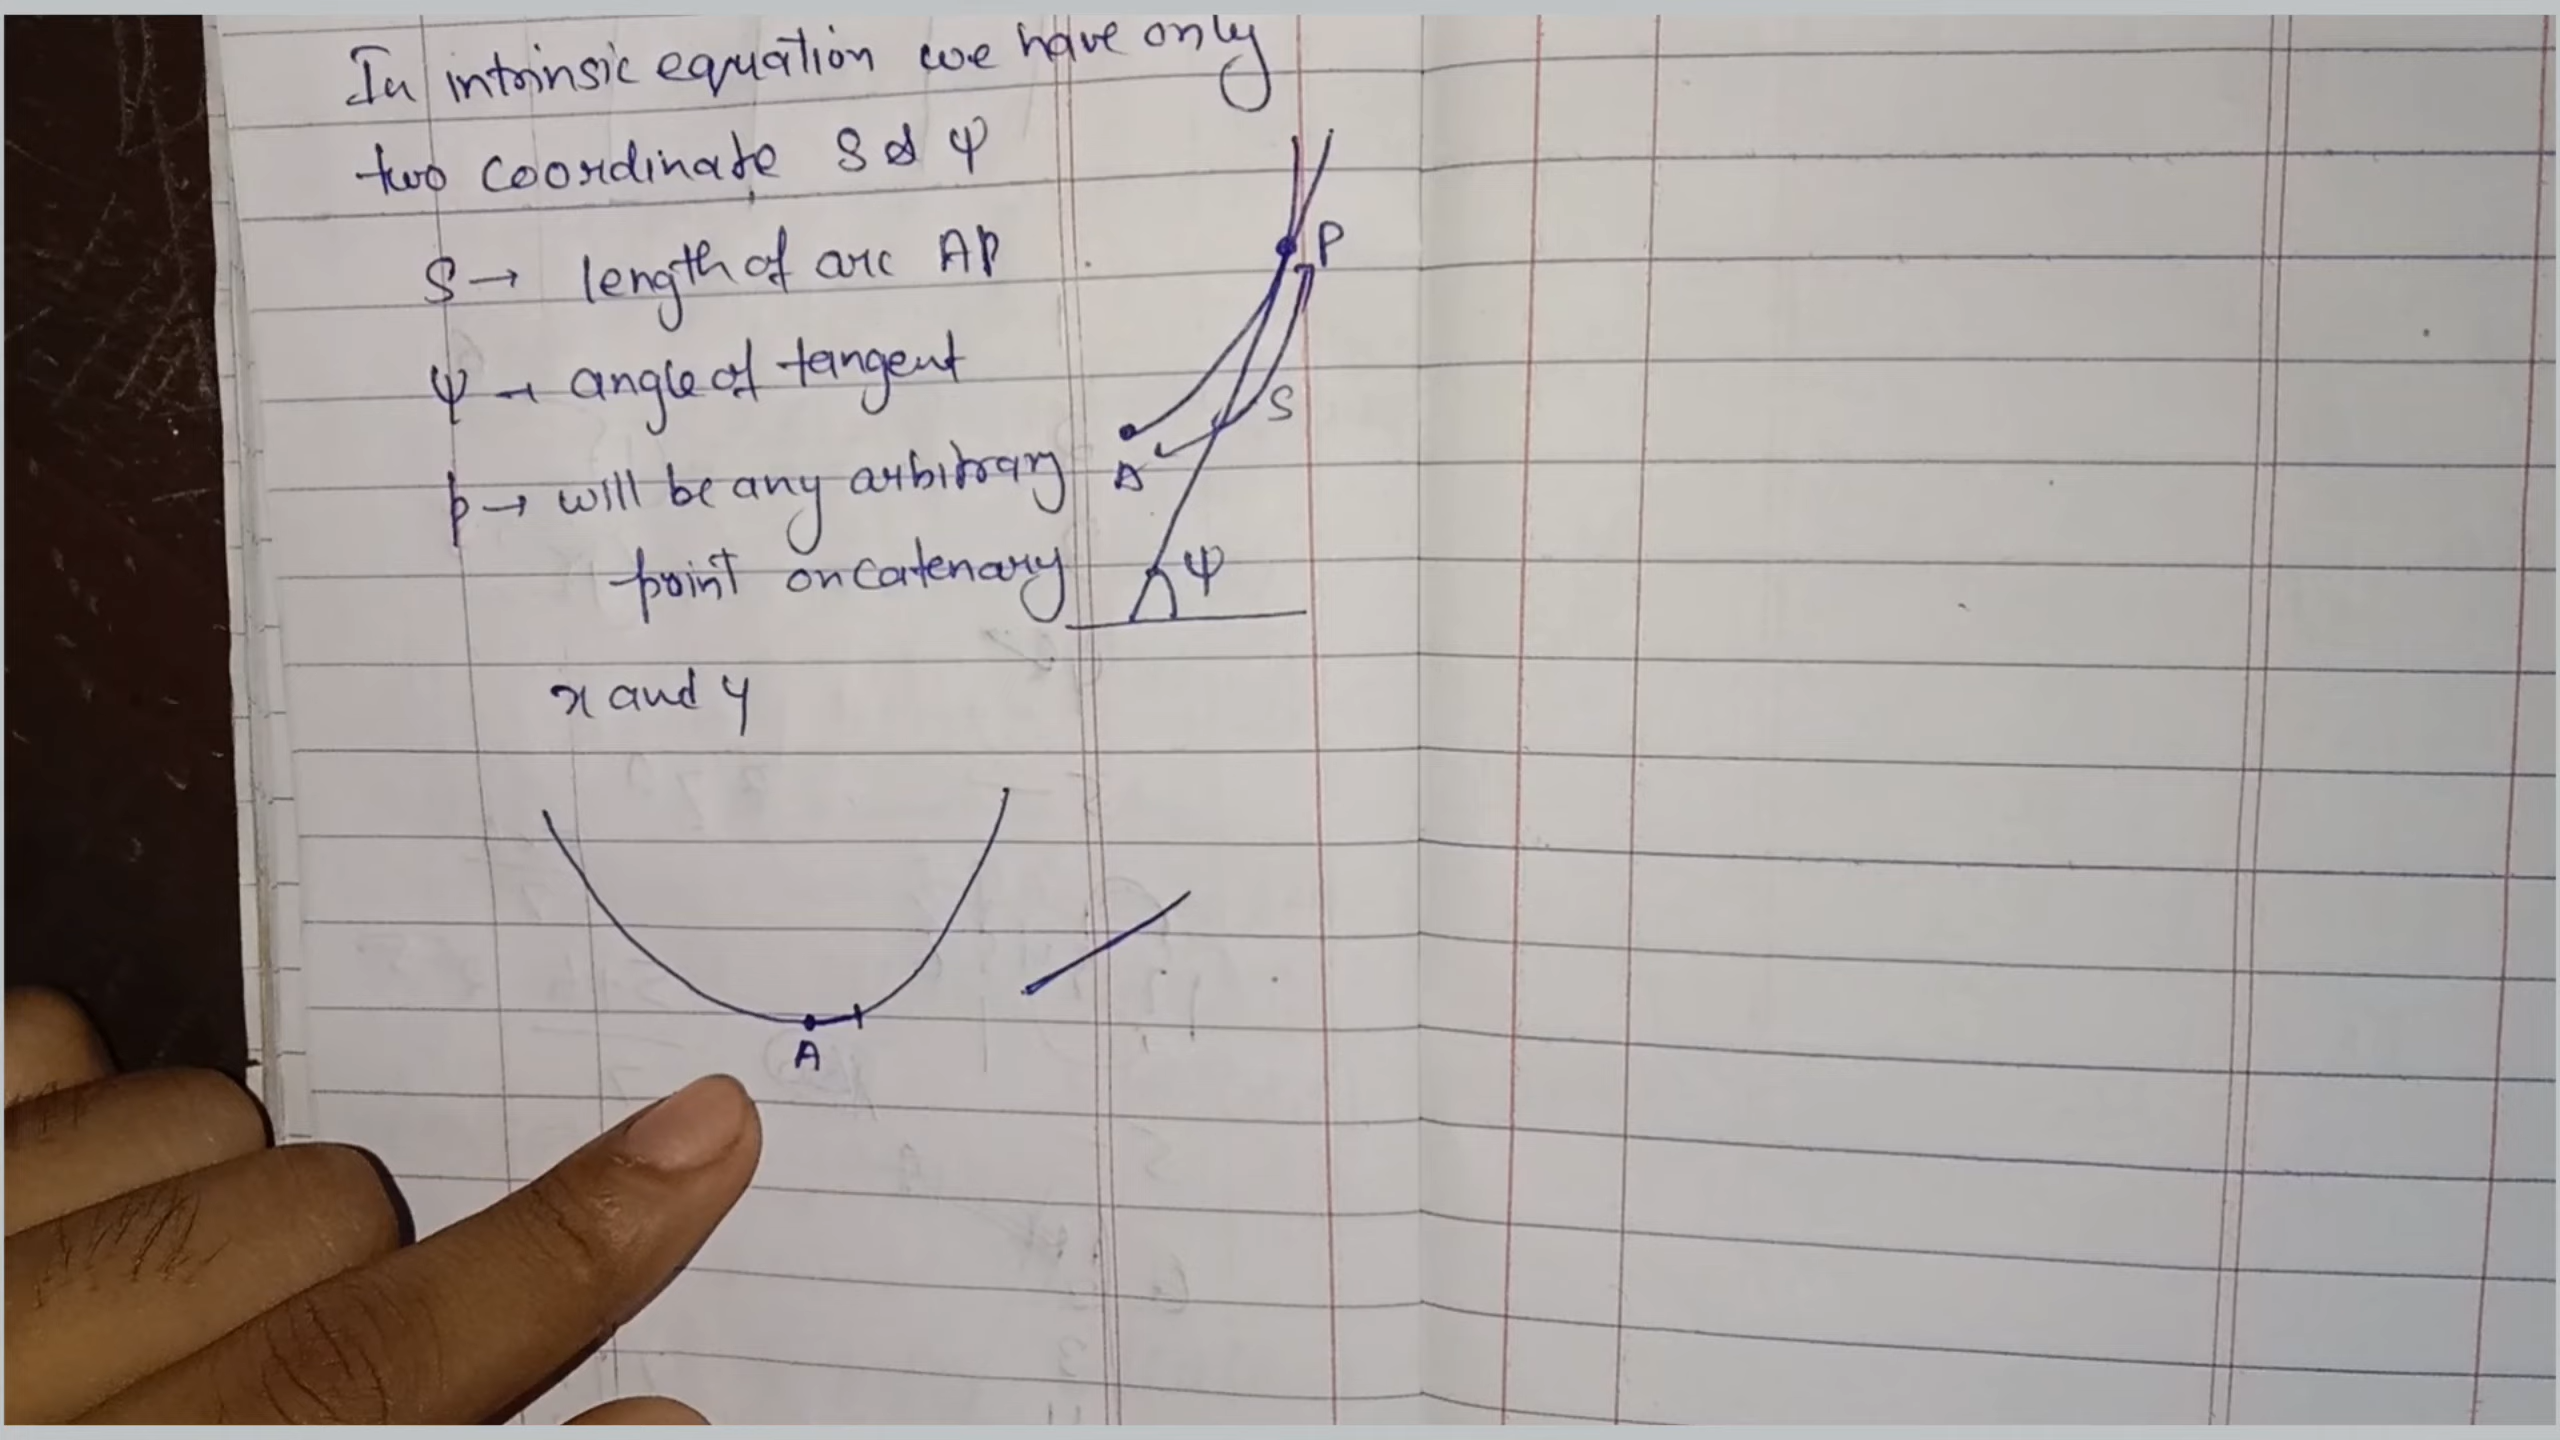 In intrinsic equation we have only
two coordinate S & ψ
S → length of arc AP
ψ → angle of tangent
p → will be any arbitrary
point on catenary
P
S
A
ψ
x and y
A